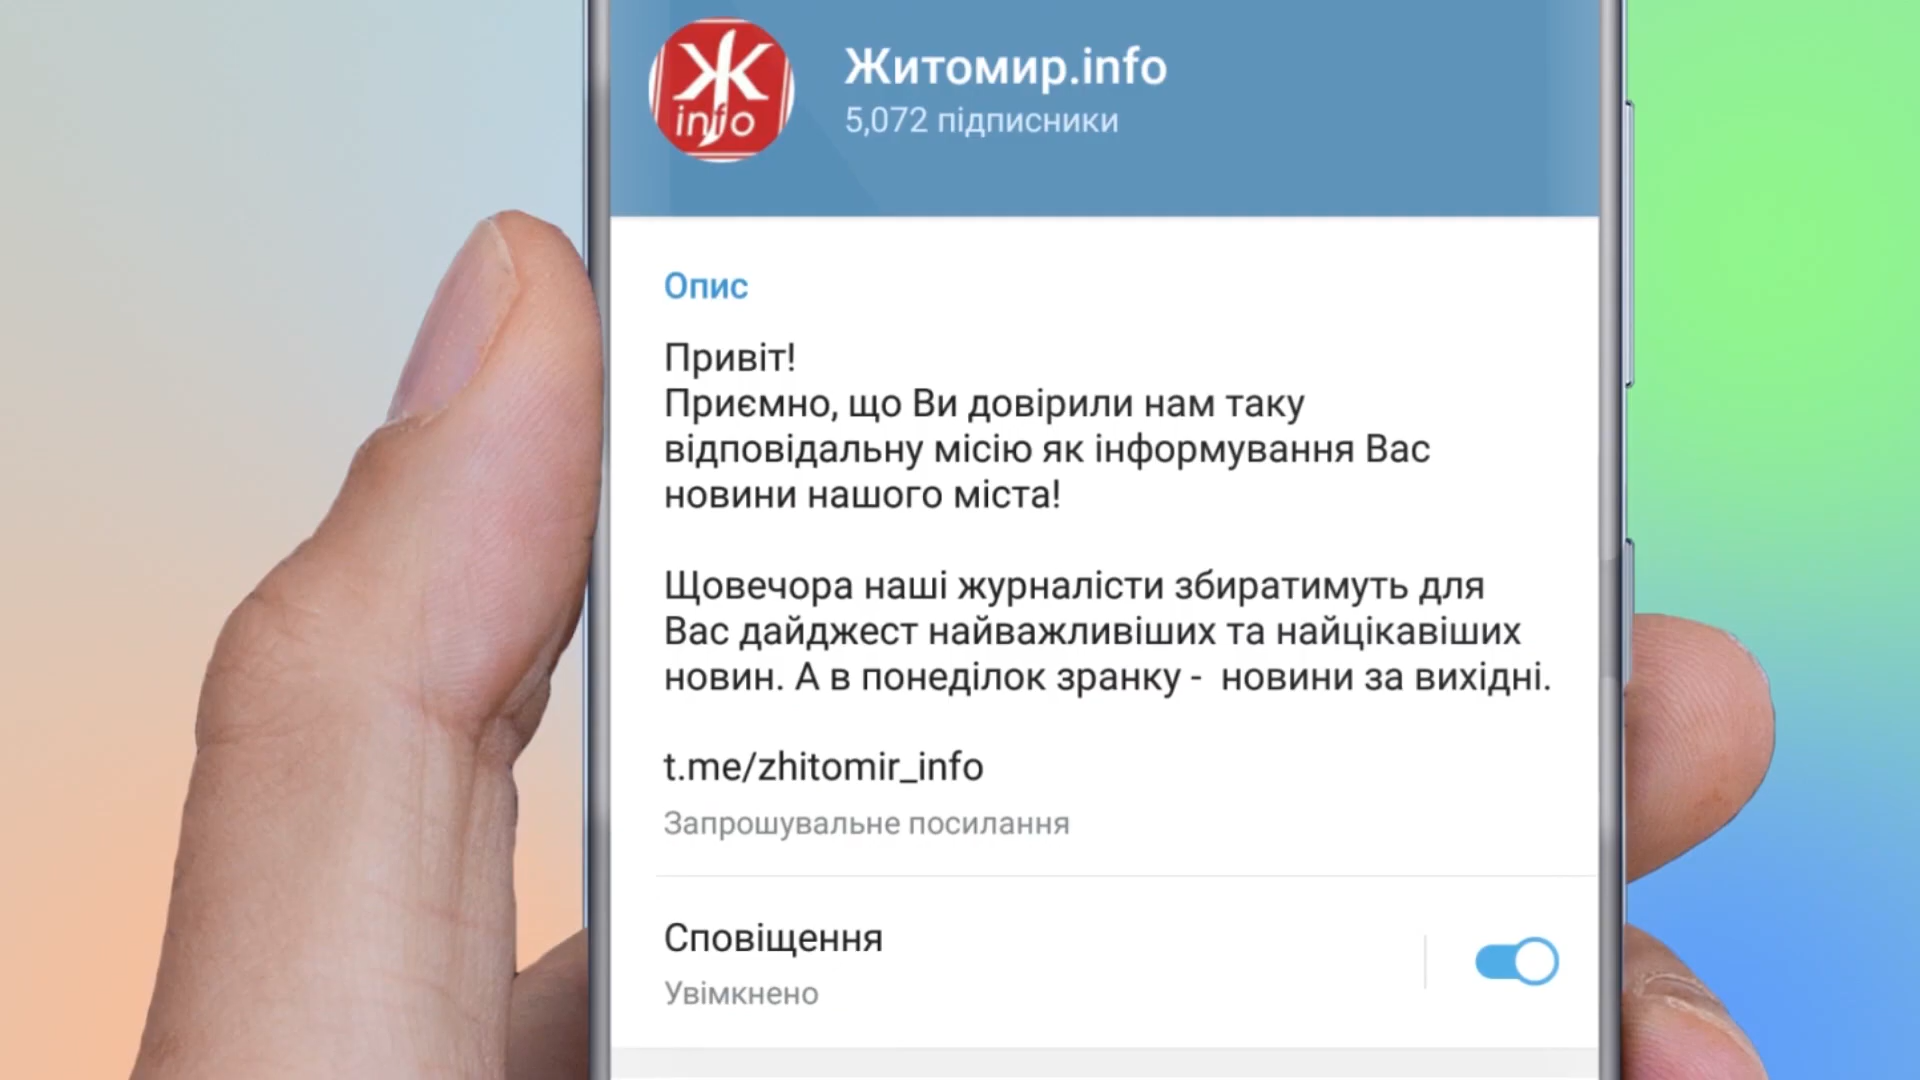 Ж
info
Житомир.info
5,072 підписники
Опис
Привіт!
Приємно, що Ви довірили нам таку
відповідальну місію як інформування Вас
новини нашого міста!
Щовечора наші журналісти збиратимуть для
Вас дайджест найважливіших та найцікавіших
новин. А в понеділок зранку -  новини за вихідні.
t.me/zhitomir_info
Запрошувальне посилання
Сповіщення
Увімкнено